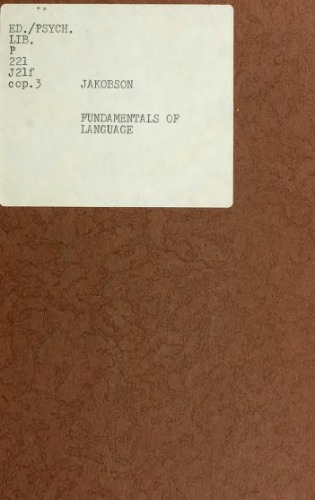 ED./PSYCH.
LIB.
P
221
J21f
cop.3 JAKOBSON
FUNDAMENTALS OF
LANGUAGE